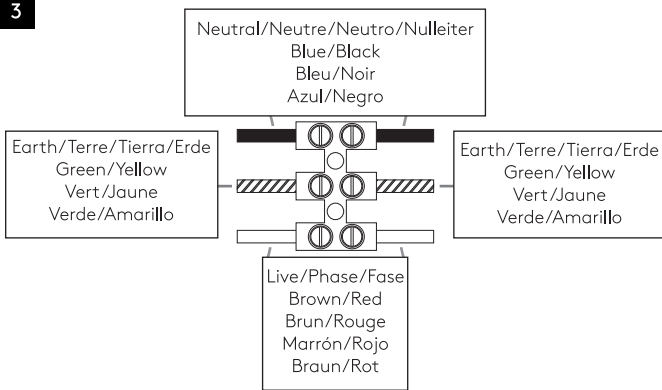 3
Neutral/Neutre/Neutro/Nulleiter
Blue/Black
Bleu/Noir
Azul/Negro
Earth/Terre/Tierra/Erde
Green/Yellow
Vert/Jaune
Verde/Amarillo
Earth/Terre/Tierra/Erde
Green/Yellow
Vert/Jaune
Verde/Amarillo
Live/Phase/Fase
Brown/Red
Brun/Rouge
Marrón/Rojo
Braun/Rot